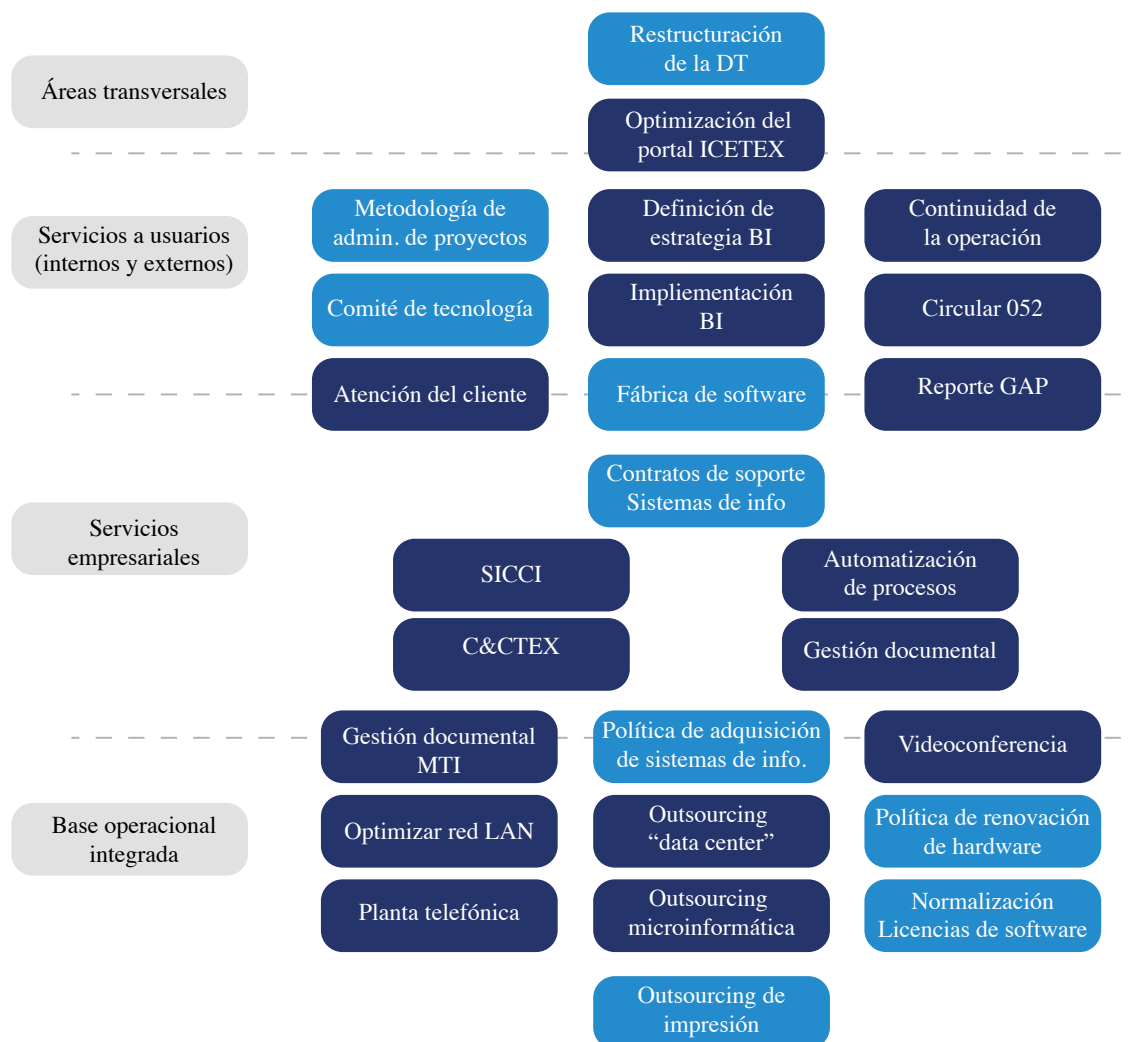 Áreas transversales
Restructuración
de la DT
Optimización del
portal ICETEX
Servicios a usuarios
(internos y externos)
Metodología de
admin. de proyectos
Definición de
estrategia BI
Continuidad de
la operación
Comité de tecnología
Impliementación
BI
Circular 052
Atención del cliente
Fábrica de software
Reporte GAP
Servicios
empresariales
Contratos de soporte
Sistemas de info
SICCI
Automatización
de procesos
C&CTEX
Gestión documental
Base operacional
integrada
Gestión documental
MTI
Política de adquisición
de sistemas de info.
Videoconferencia
Optimizar red LAN
Outsourcing
“data center”
Política de renovación
de hardware
Planta telefónica
Outsourcing
microinformática
Normalización
Licencias de software
Outsourcing de
impresión